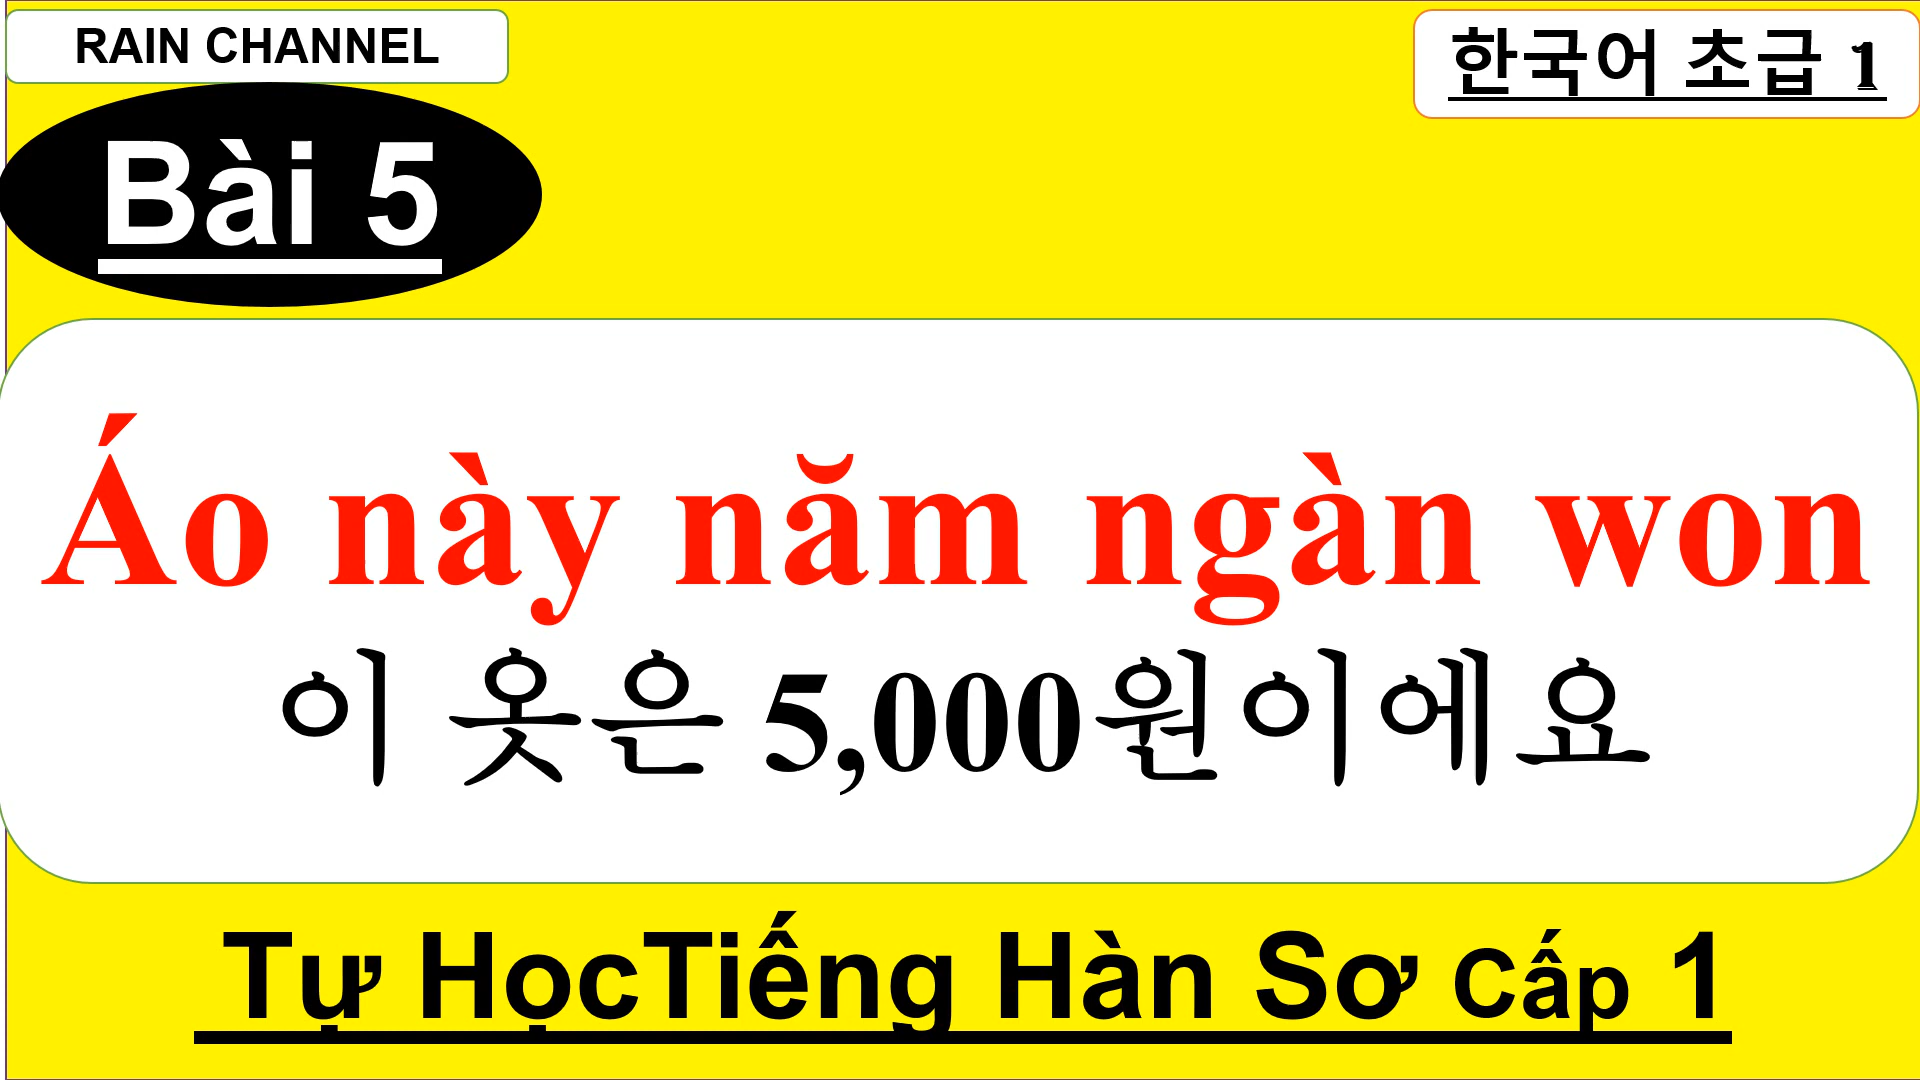 RAIN CHANNEL
한국어 초급 1
Bài 5
Áo này năm ngàn won
이 옷은 5,000원이에요
Tự HọcTiếng Hàn Sơ Cấp 1